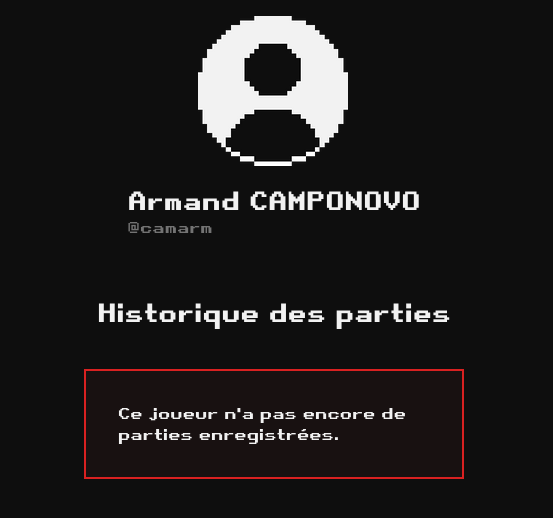 Armand CAMPONOVO
@camarm
Historique des parties
Ce joueur n'a pas encore de
parties enregistrées.